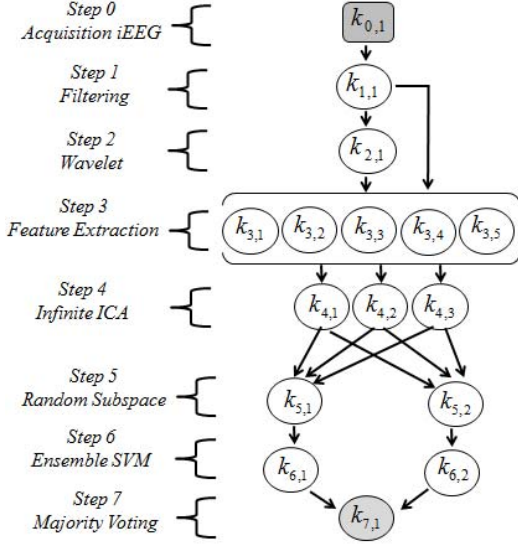 Step 0
Acquisition iEEG
k0,1
Step 1
Filtering
k1,1
Step 2
Wavelet
k2,1
Step 3
Feature Extraction
k3,1 k3,2 k3,3 k3,4 k3,5
Step 4
Infinite ICA
k4,1 k4,2 k4,3
Step 5
Random Subspace
k5,1 k5,2
Step 6
Ensemble SVM
k6,1 k6,2
Step 7
Majority Voting
k7,1